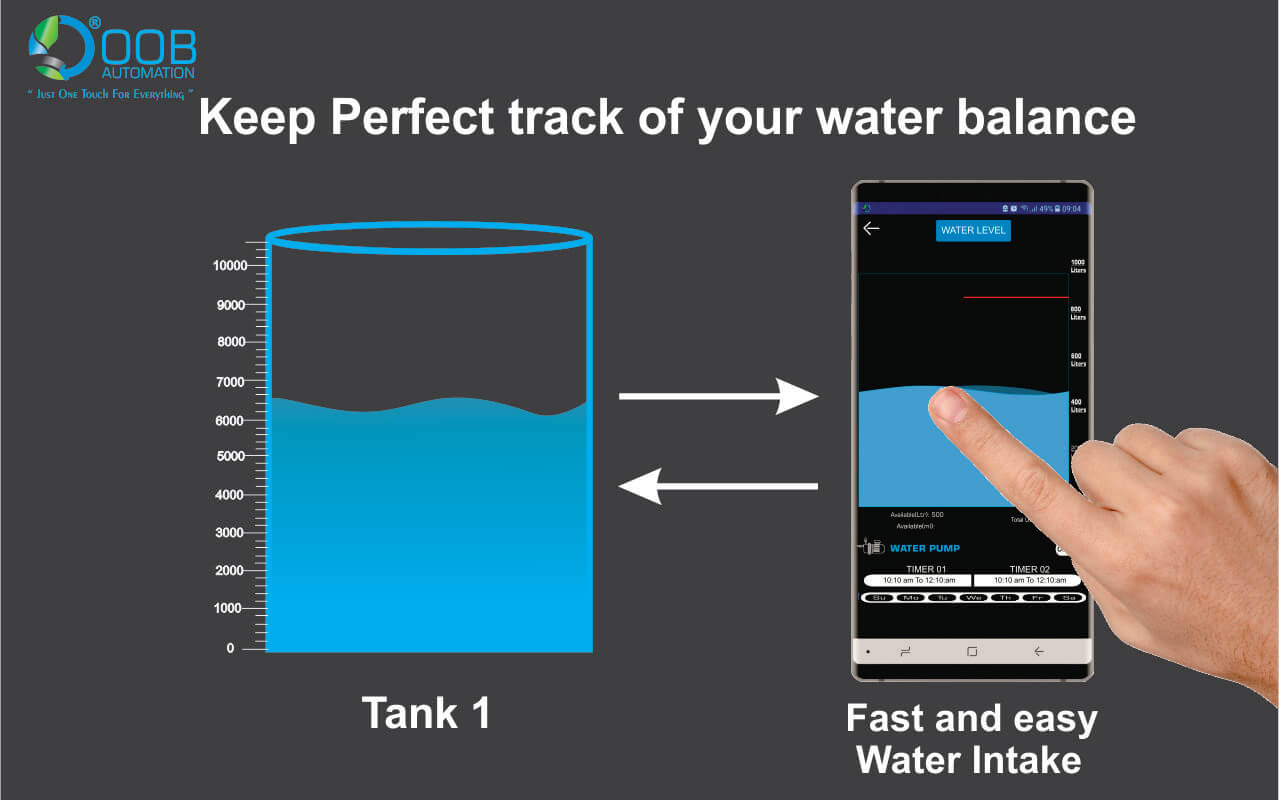 OOB
®
AUTOMATION
“ Just One Touch For Everything ”
Keep Perfect track of your water balance
10000
9000
8000
7000
6000
5000
4000
3000
2000
1000
0
Tank 1
49% 09:04
WATER LEVEL
1000
Liters
800
Liters
600
Liters
400
Liters
Available(Ltr): 500
Available(ml):
Total
WATER PUMP
TIMER 01
TIMER 02
10:10 am To 12:10:am
10:10 am To 12:10:am
Su Mo Tu We Th Fr Sa
Fast and easy
Water Intake